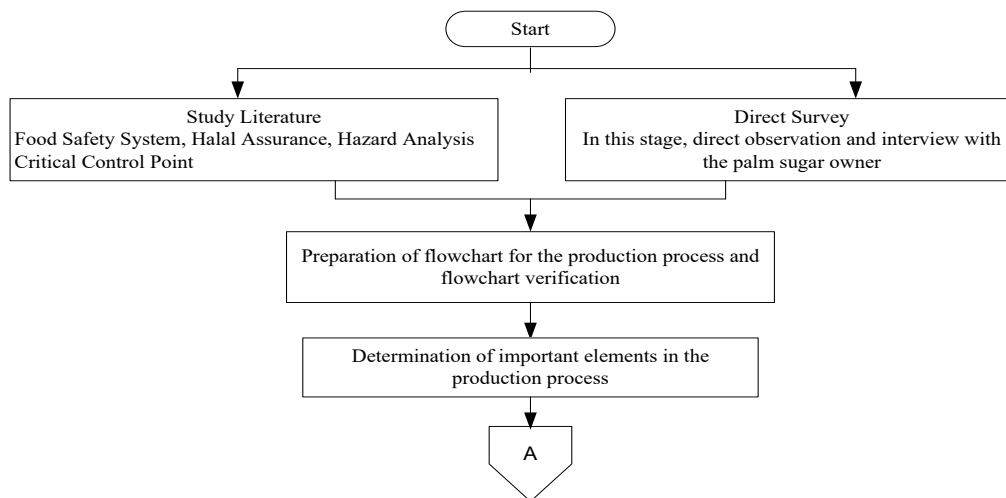 Start
Study Literature
Food Safety System, Halal Assurance, Hazard Analysis
Critical Control Point
Direct Survey
In this stage, direct observation and interview with
the palm sugar owner
Preparation of flowchart for the production process and
flowchart verification
Determination of important elements in the
production process
A